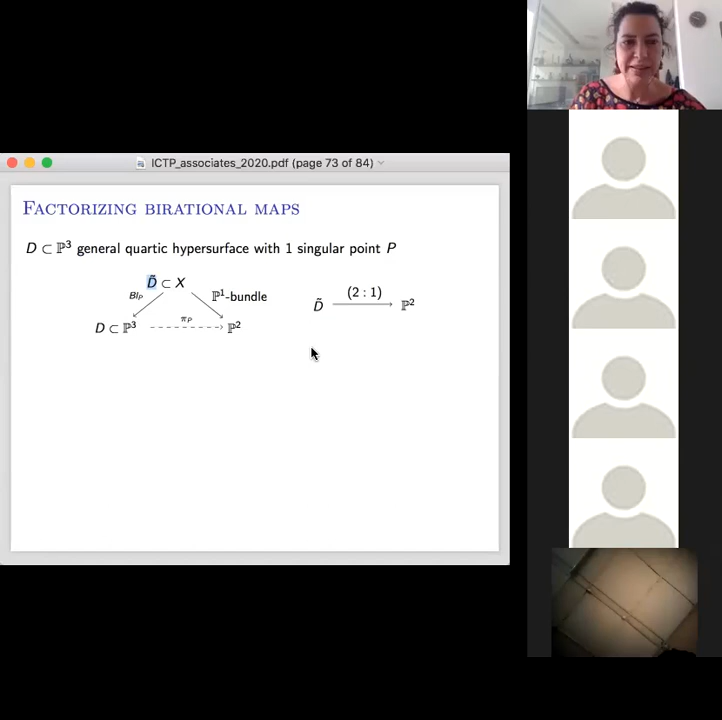 ICTP_associates_2020.pdf (page 73 of 84)
Factorizing birational maps
D ⊂ ℙ³ general quartic hypersurface with 1 singular point P
D̃ ⊂ X
Bl_P
ℙ¹-bundle
D ⊂ ℙ³
π_P
ℙ²
D̃
(2 : 1)
ℙ²